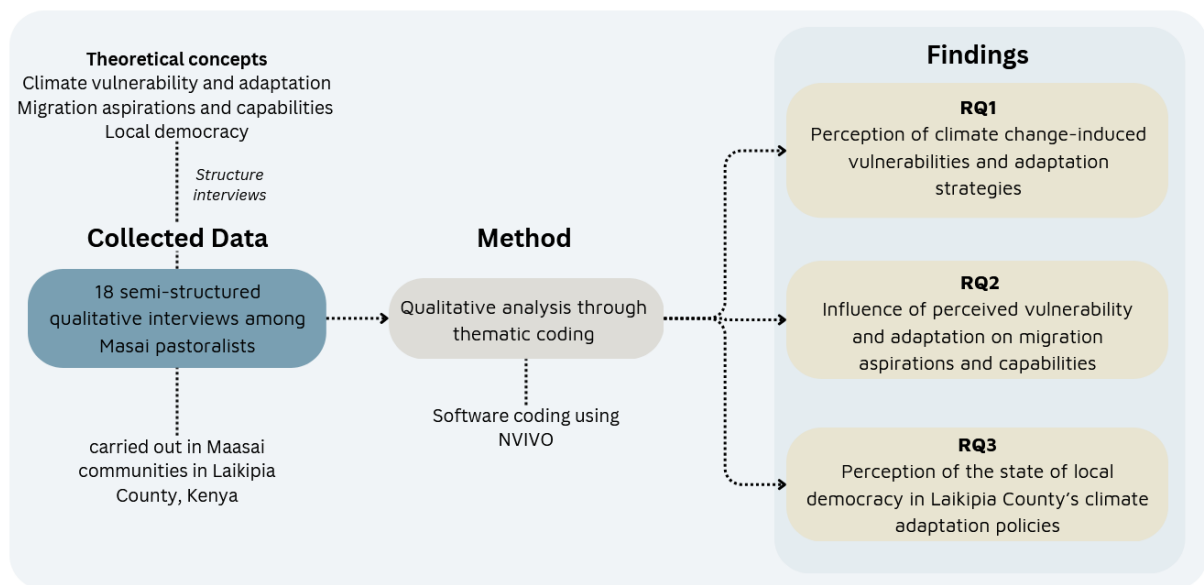 Theoretical concepts
Climate vulnerability and adaptation
Migration aspirations and capabilities
Local democracy
Structure
interviews
Collected Data
18 semi-structured
qualitative interviews among
Masai pastoralists
carried out in Maasai
communities in Laikipia
County, Kenya
Method
Qualitative analysis through
thematic coding
Software coding using
NVIVO
Findings
RQ1
Perception of climate change-induced
vulnerabilities and adaptation
strategies
RQ2
Influence of perceived vulnerability
and adaptation on migration
aspirations and capabilities
RQ3
Perception of the state of local
democracy in Laikipia County’s climate
adaptation policies